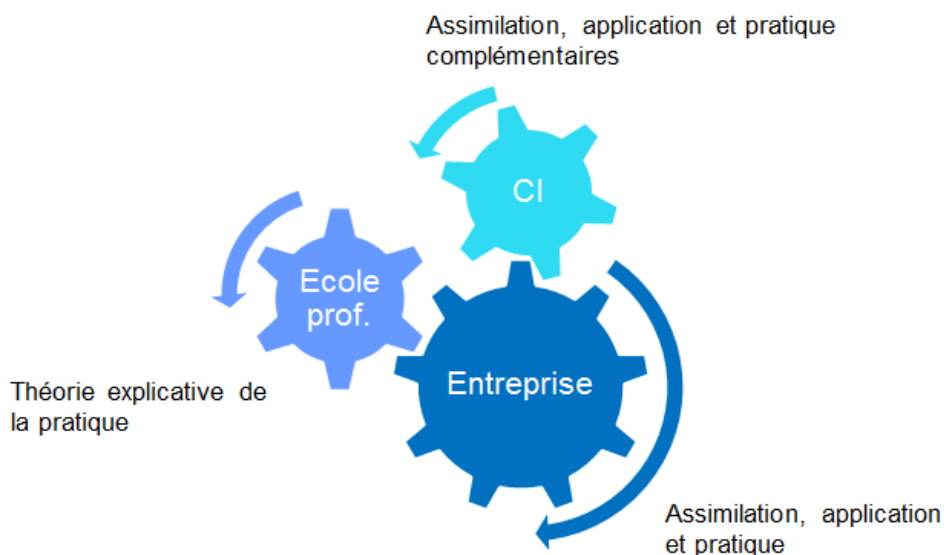 Assimilation, application et pratique
complémentaires
CI
Ecole
prof.
Entreprise
Théorie explicative de
la pratique
Assimilation, application
et pratique